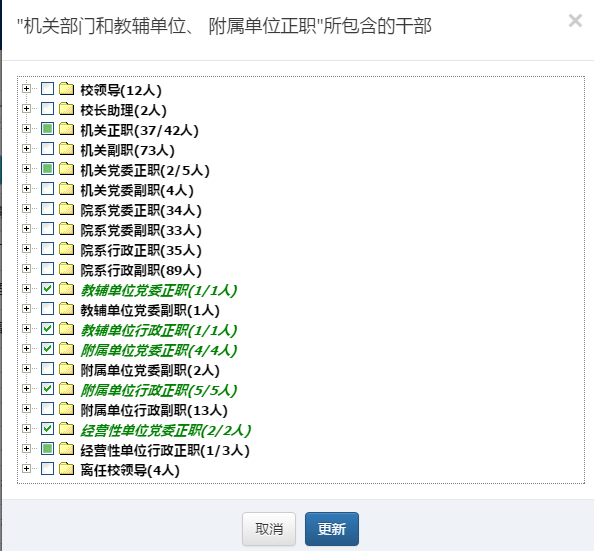 "机关部门和教辅单位、 附属单位正职"所包含的干部
×
校领导(12人)
校长助理(2人)
机关正职(37/42人)
机关副职(73人)
机关党委正职(2/5人)
机关党委副职(4人)
院系党委正职(34人)
院系党委副职(33人)
院系行政正职(35人)
院系行政副职(89人)
教辅单位党委正职(1/1人)
教辅单位党委副职(1人)
教辅单位行政正职(1/1人)
附属单位党委正职(4/4人)
附属单位党委副职(2人)
附属单位行政正职(5/5人)
附属单位行政副职(13人)
经营性单位党委正职(2/2人)
经营性单位行政正职(1/3人)
离任校领导(4人)
取消 更新